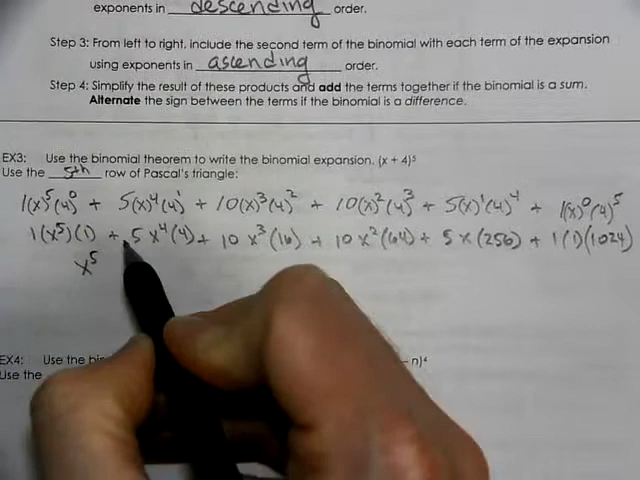 exponents in descending order.
Step 3: From left to right, include the second term of the binomial with each term of the expansion
using exponents in ascending order.
Step 4: Simplify the result of these products and add the terms together if the binomial is a sum.
Alternate the sign between the terms if the binomial is a difference.
EX3: Use the binomial theorem to write the binomial expansion. (x + 4)⁵
Use the 5th row of Pascal's triangle:
1(x)⁵(4)⁰ + 5(x)⁴(4)¹ + 10(x)³(4)² + 10(x)²(4)³ + 5(x)¹(4)⁴ + 1(x)⁰(4)⁵
1(x⁵)(1) + 5x⁴(4) + 10x³(16) + 10x²(64) + 5x(256) + 1(1)(1024)
x⁵
EX4: Use the n)⁴
Use the